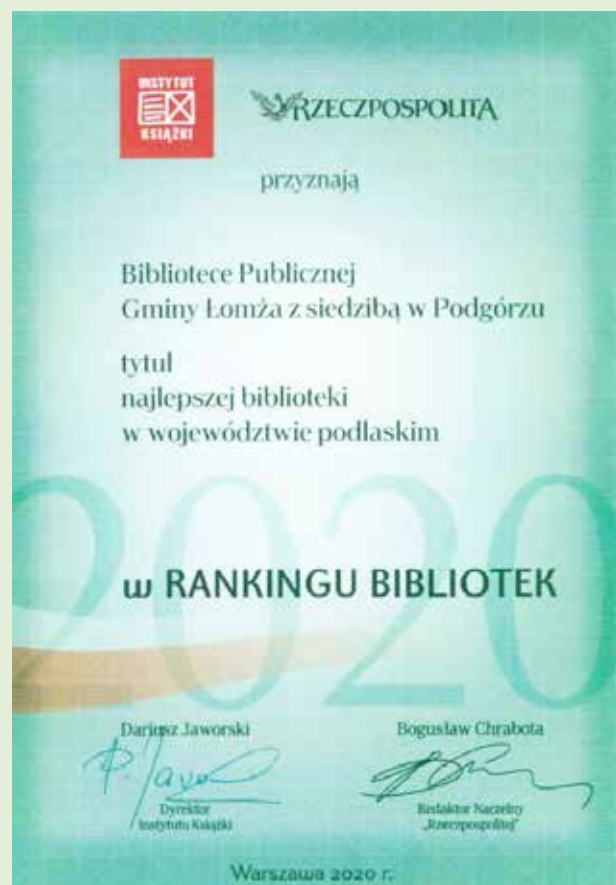 INSTYTUT
KSIĄŻKI
RZECZPOSPOLITA
przyznają
Bibliotece Publicznej
Gminy Łomża z siedzibą w Podgórzu
tytuł
najlepszej biblioteki
w województwie podlaskim
2020
w RANKINGU BIBLIOTEK
Dariusz Jaworski
Bogusław Chrabota
Dyrektor
Instytutu Książki
Redaktor Naczelny
„Rzeczpospolitej”
Warszawa 2020 r.